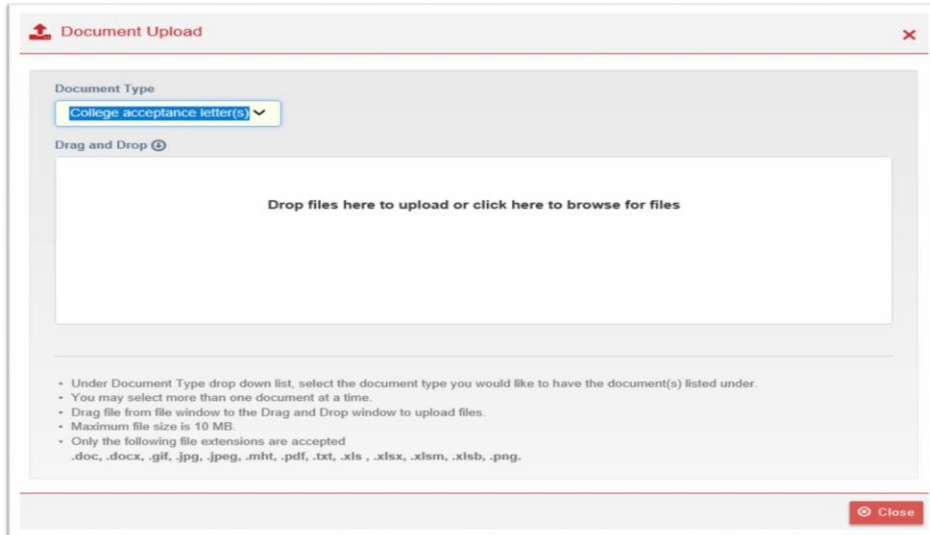 Document Upload
Document Type
College acceptance letter(s)
Drag and Drop
Drop files here to upload or click here to browse for files
• Under Document Type drop down list, select the document type you would like to have the document(s) listed under.
• You may select more than one document at a time.
• Drag file from file window to the Drag and Drop window to upload files.
• Maximum file size is 10 MB.
• Only the following file extensions are accepted
.doc, .docx, .gif, .jpg, .jpeg, .mht, .pdf, .txt, .xls , .xlsx, .xlsm, .xlsb, .png.
Close